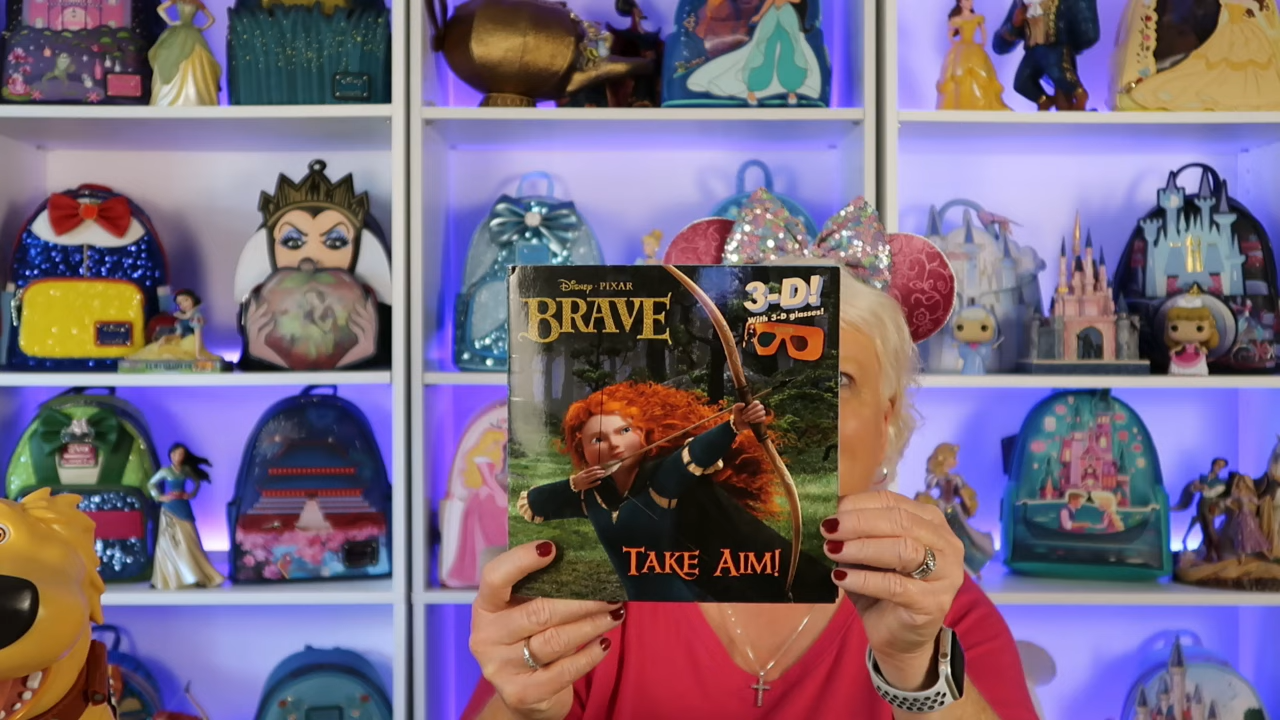 Disney · PIXAR
BRAVE
3-D!
With 3-D glasses!
TAKE AIM!